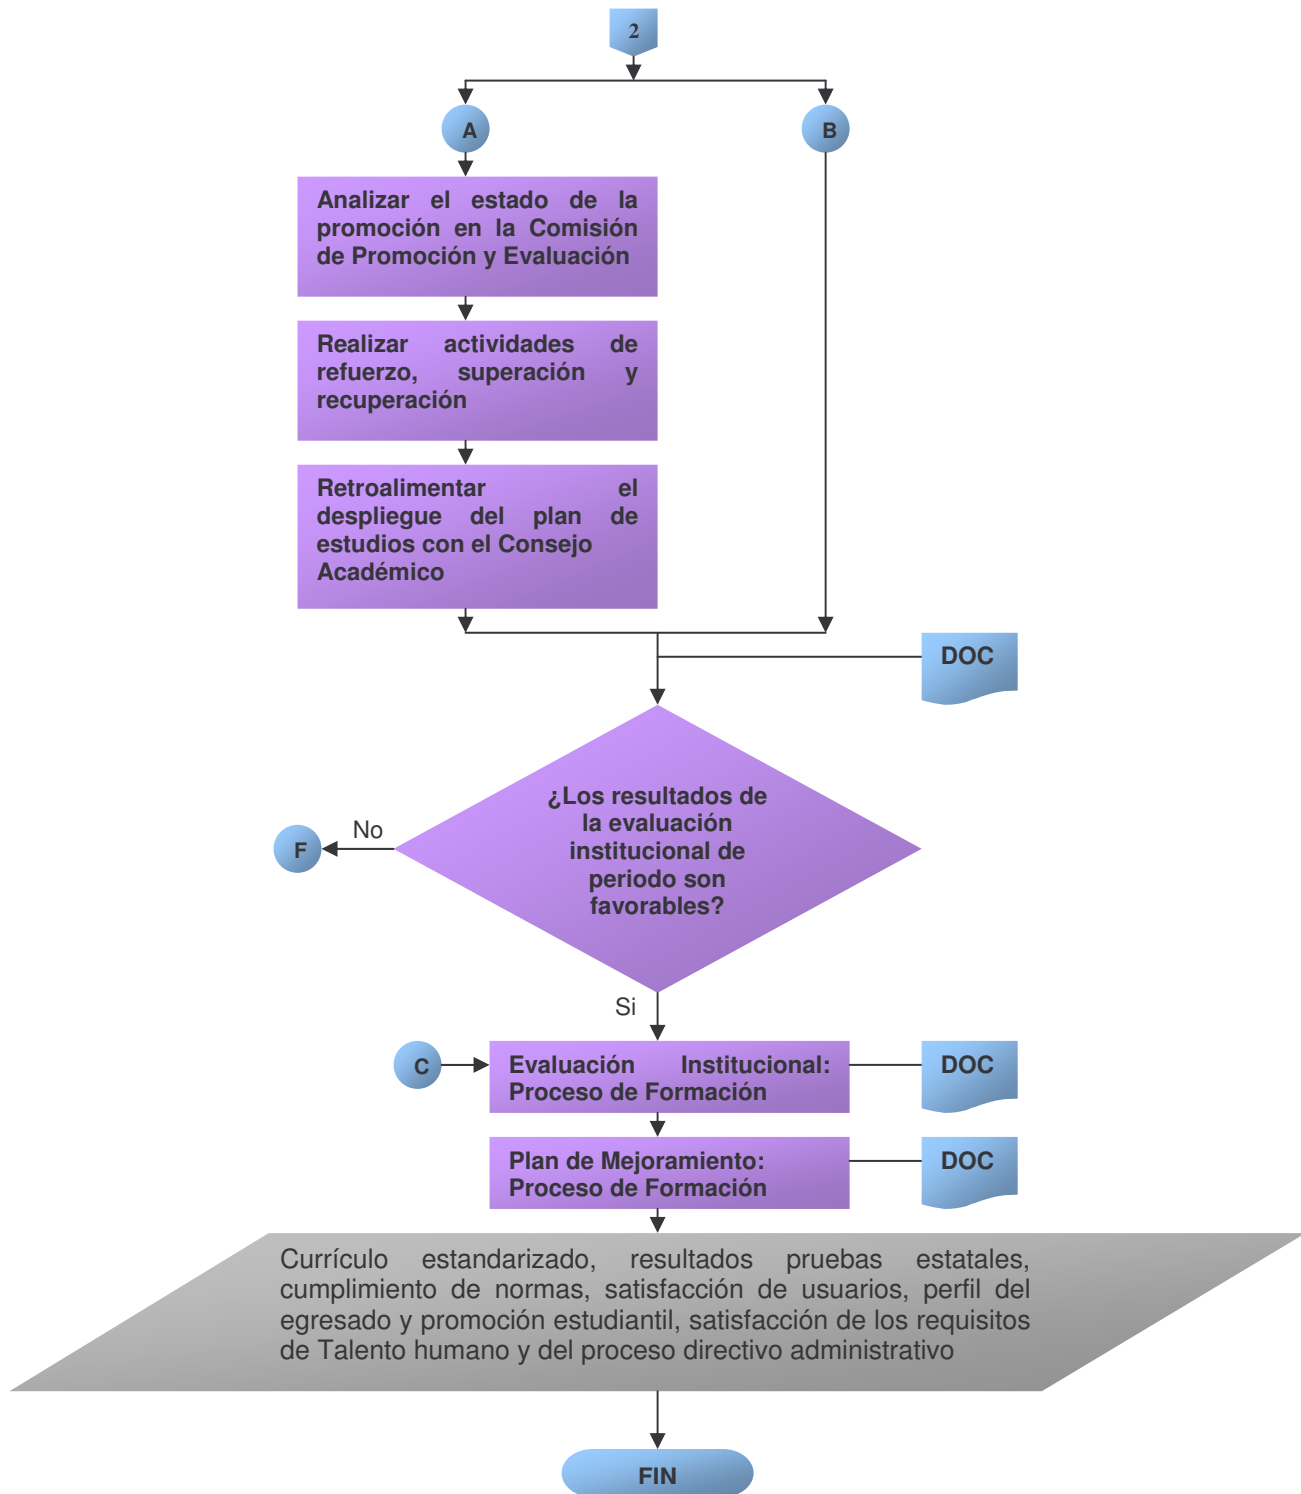 2
A
B
Analizar el estado de la
promoción en la Comisión
de Promoción y Evaluación
Realizar actividades de
refuerzo, superación y
recuperación
Retroalimentar el
despliegue del plan de
estudios con el Consejo
Académico
DOC
¿Los resultados de
la evaluación
institucional de
periodo son
favorables?
No
F
Si
C
Evaluación Institucional:
Proceso de Formación
DOC
Plan de Mejoramiento:
Proceso de Formación
DOC
Currículo estandarizado, resultados pruebas estatales,
cumplimiento de normas, satisfacción de usuarios, perfil del
egresado y promoción estudiantil, satisfacción de los requisitos
de Talento humano y del proceso directivo administrativo
FIN